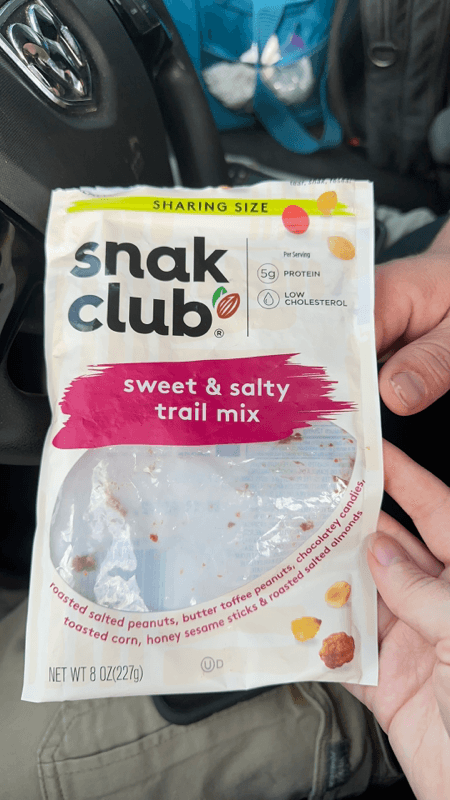 SHARING SIZE
snak
club®
Per Serving
5g PROTEIN
LOW
CHOLESTEROL
sweet & salty
trail mix
roasted salted peanuts, butter toffee peanuts, chocolatey candies,
toasted corn, honey sesame sticks & roasted salted almonds
NET WT 8 OZ(227g)
U D